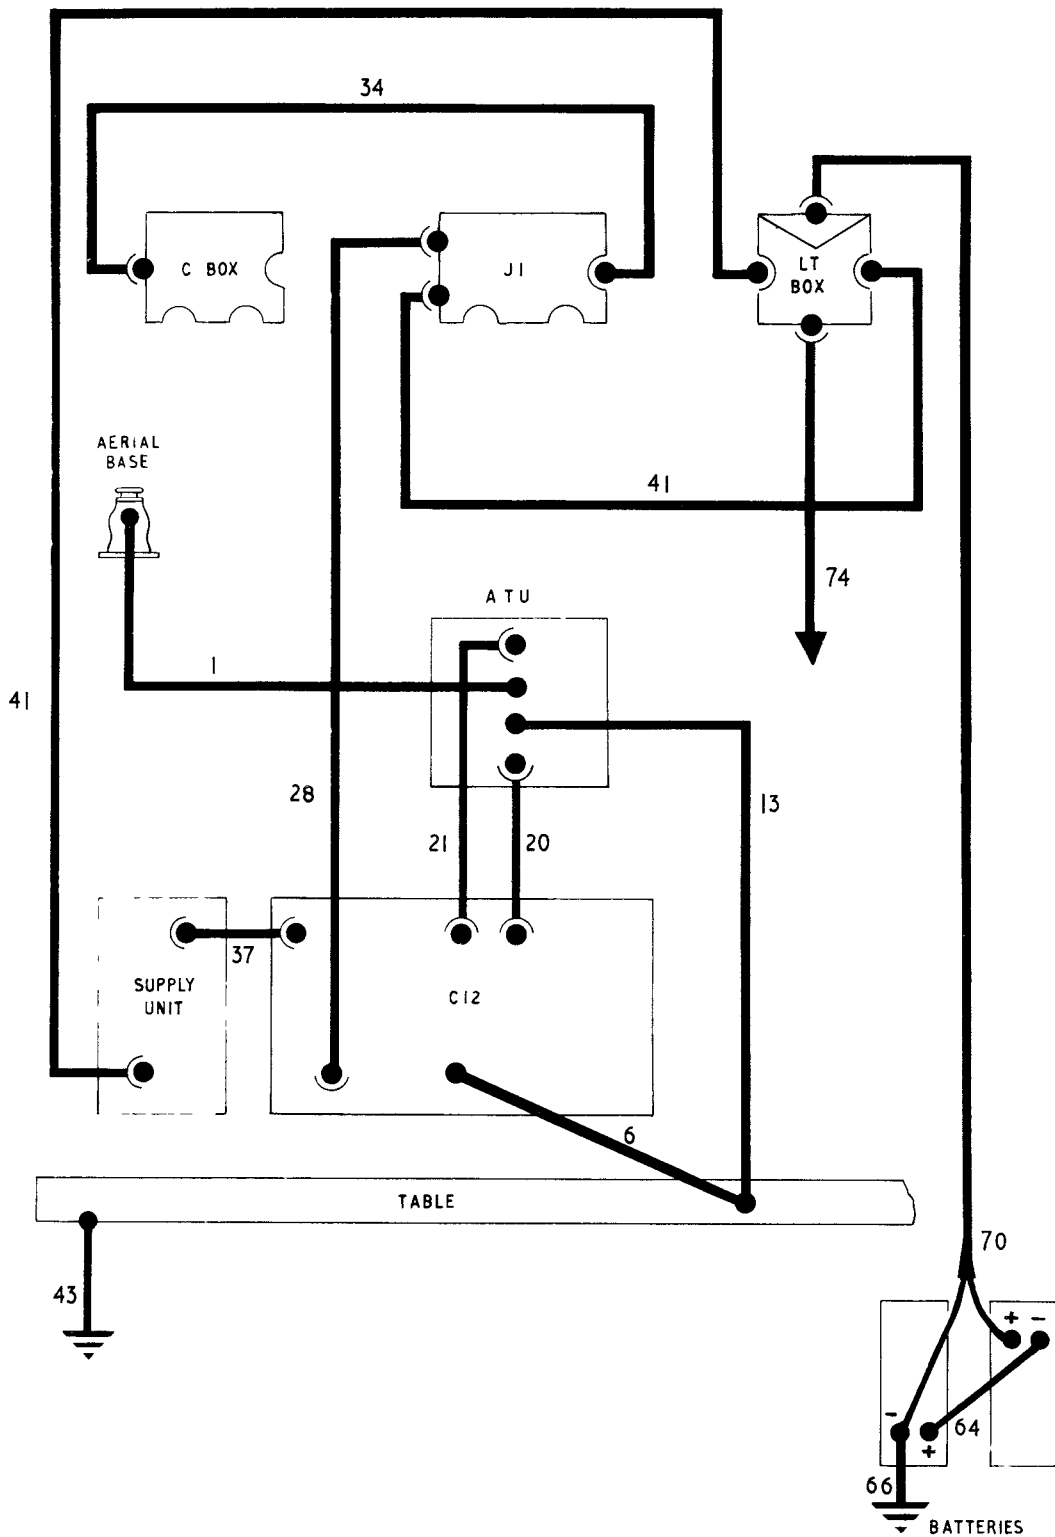 34
C BOX
J1
LT
BOX
AERIAL
BASE
41
74
ATU
1
41
28
13
21
20
37
SUPPLY
UNIT
C12
6
TABLE
70
43
+ -
-
64
+
66
BATTERIES